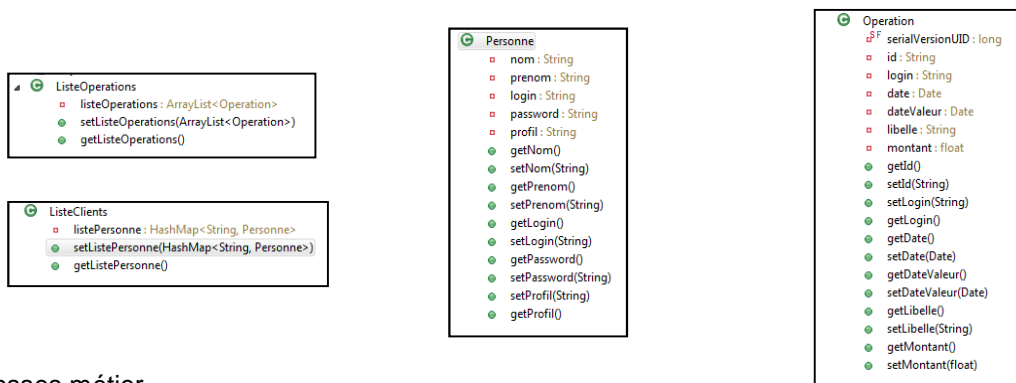 ListeOperations
listeOperations : ArrayList<Operation>
setListeOperations(ArrayList<Operation>)
getListeOperations()
ListeClients
listePersonne : HashMap<String, Personne>
setListePersonne(HashMap<String, Personne>)
getListePersonne()
Personne
nom : String
prenom : String
login : String
password : String
profil : String
getNom()
setNom(String)
getPrenom()
setPrenom(String)
getLogin()
setLogin(String)
getPassword()
setPassword(String)
setProfil(String)
getProfil()
Operation
SF serialVersionUID : long
id : String
login : String
date : Date
dateValeur : Date
libelle : String
montant : float
getId()
setId(String)
setLogin(String)
getLogin()
getDate()
setDate(Date)
getDateValeur()
setDateValeur(Date)
getLibelle()
setLibelle(String)
getMontant()
setMontant(float)
métier